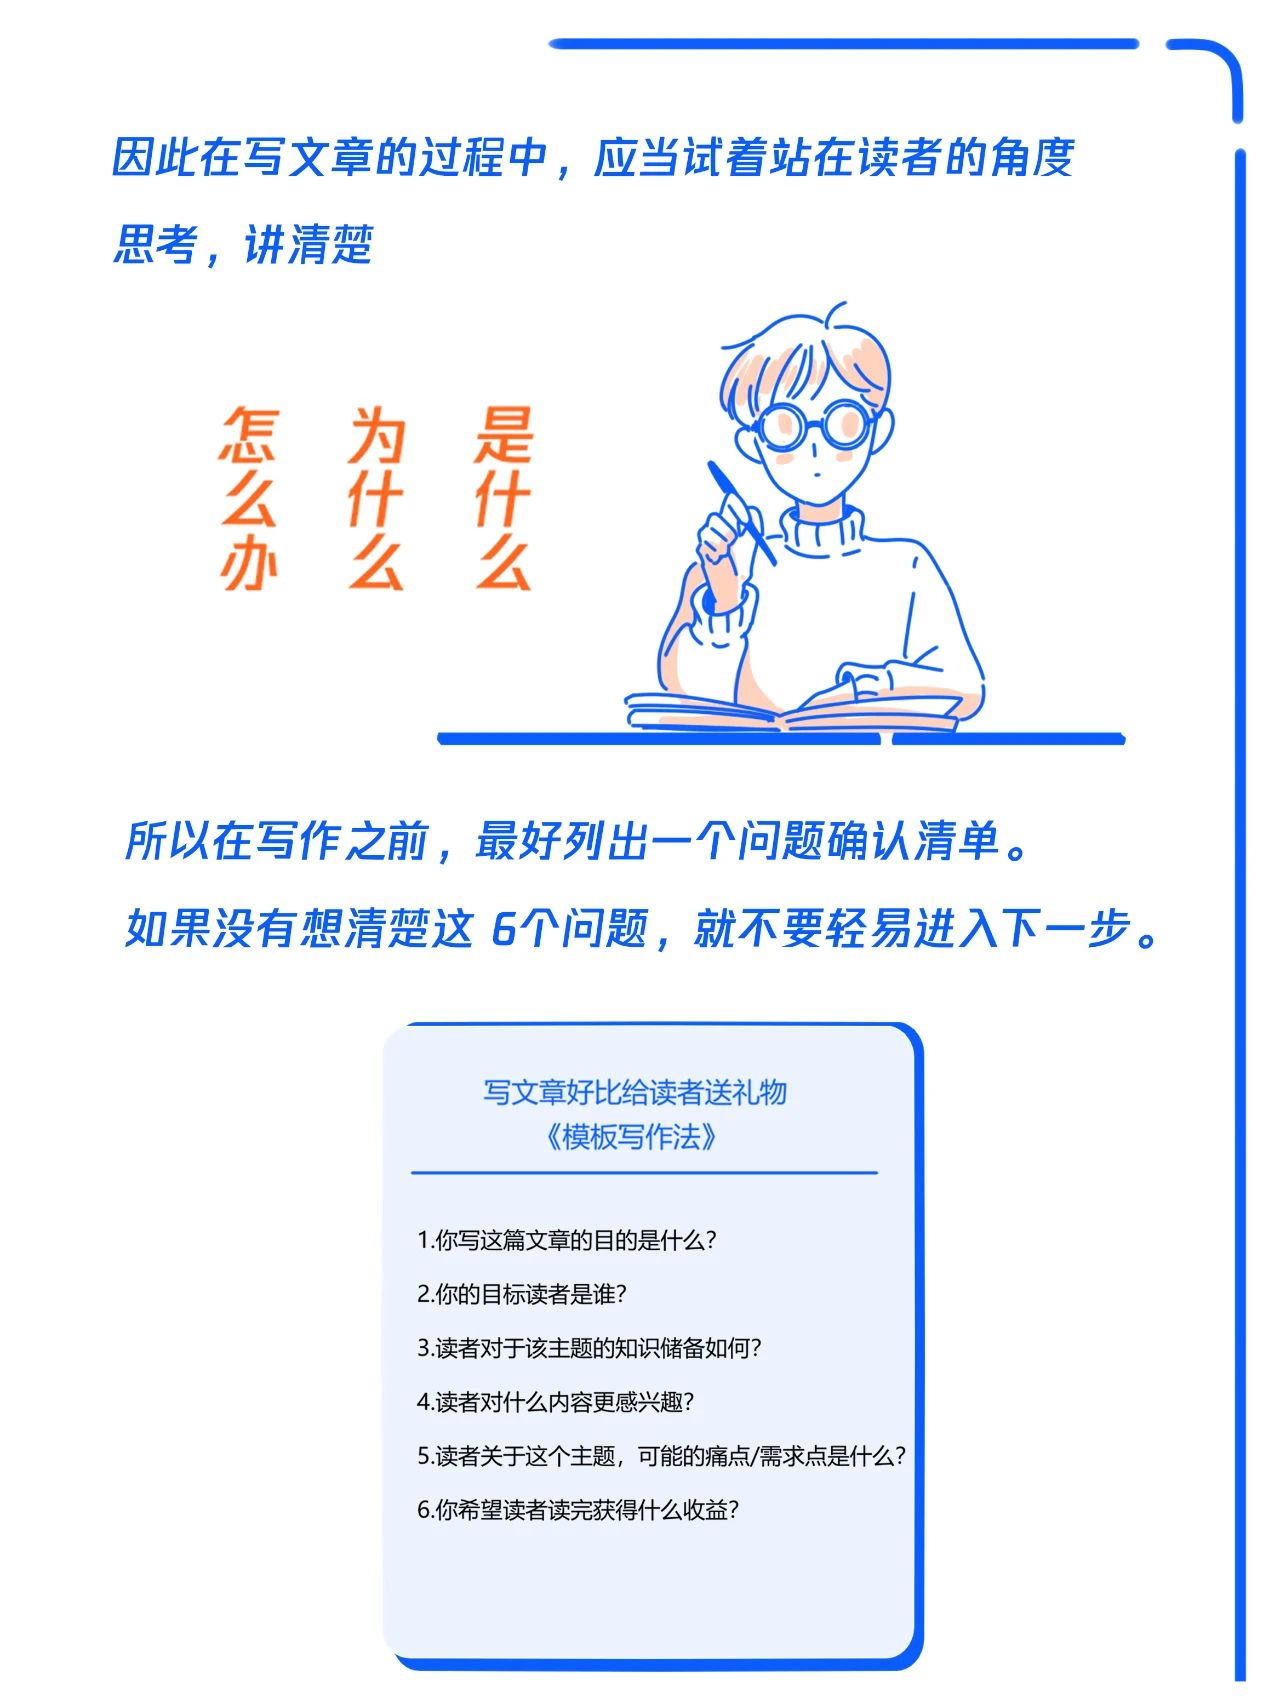 因此在写文章的过程中，应当试着站在读者的角度
思考，讲清楚
是什么
为什么
怎么办
所以在写作之前，最好列出一个问题确认清单。
如果没有想清楚这 6个问题，就不要轻易进入下一步。
写文章好比给读者送礼物
《模板写作法》
1.你写这篇文章的目的是什么？
2.你的目标读者是谁？
3.读者对于该主题的知识储备如何？
4.读者对什么内容更感兴趣？
5.读者关于这个主题，可能的痛点/需求点是什么？
6.你希望读者读完获得什么收益？